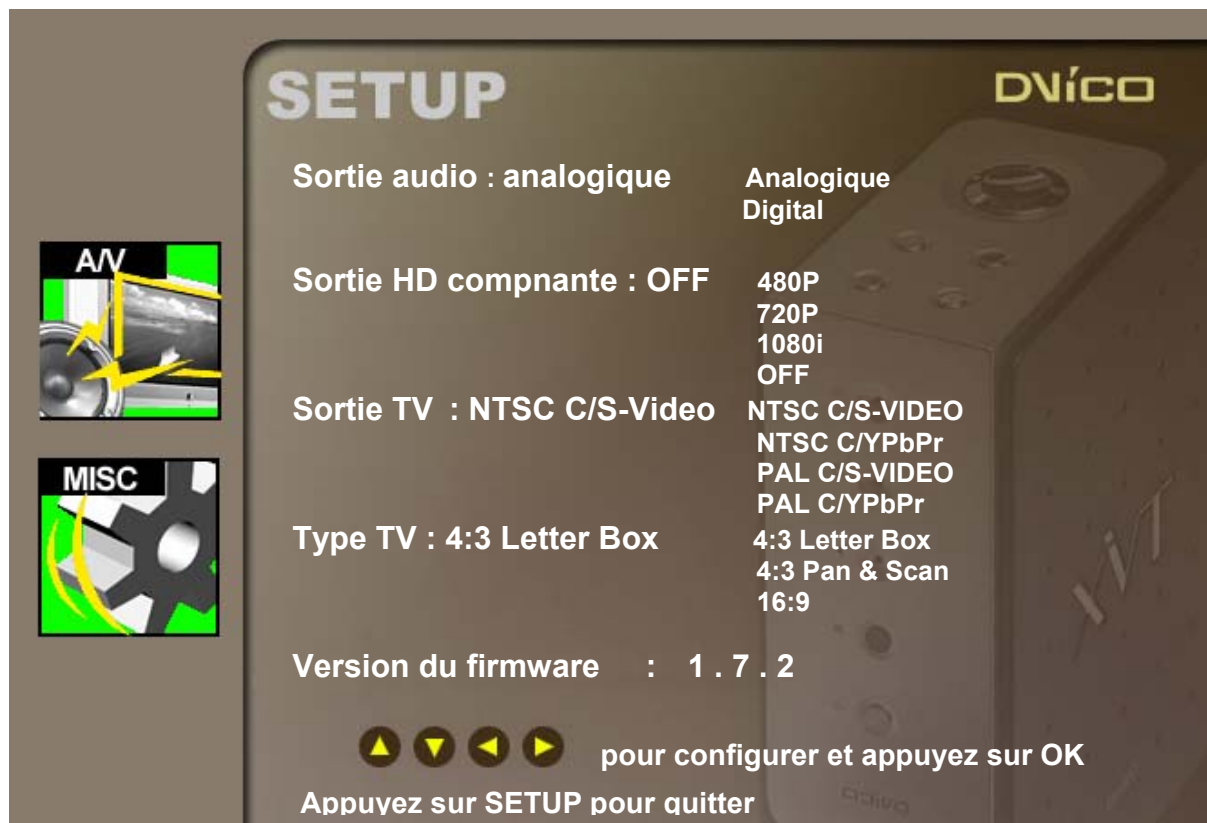 SETUP
DVico
Sortie audio : analogique
Analogique
Digital
A/V
Sortie HD compnante : OFF
480P
720P
1080i
OFF
Sortie TV : NTSC C/S-Video
NTSC C/S-VIDEO
NTSC C/YPbPr
PAL C/S-VIDEO
PAL C/YPbPr
MISC
Type TV : 4:3 Letter Box
4:3 Letter Box
4:3 Pan & Scan
16:9
Version du firmware : 1 . 7 . 2
pour configurer et appuyez sur OK
Appuyez sur SETUP pour quitter